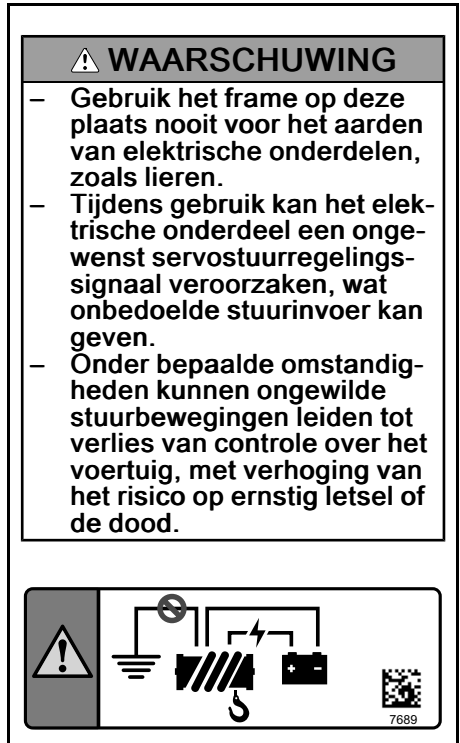 ⚠ WAARSCHUWING
– Gebruik het frame op deze
plaats nooit voor het aarden
van elektrische onderdelen,
zoals lieren.
– Tijdens gebruik kan het elek-
trische onderdeel een onge-
wenst servostuurregelings-
signaal veroorzaken, wat
onbedoelde stuurinvoer kan
geven.
– Onder bepaalde omstandig-
heden kunnen ongewilde
stuurbewegingen leiden tot
verlies van controle over het
voertuig, met verhoging van
het risico op ernstig letsel of
de dood.
+ -
7689